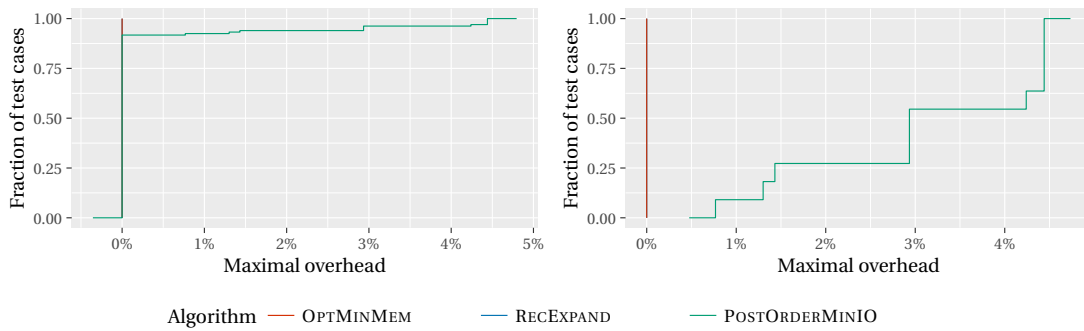 1.00
0.75
0.50
0.25
0.00
Fraction of test cases
0% 1% 2% 3% 4% 5%
Maximal overhead
1.00
0.75
0.50
0.25
0.00
Fraction of test cases
0% 1% 2% 3% 4%
Maximal overhead
Algorithm OPTMINMEM RECEXPAND POSTORDERMINIO